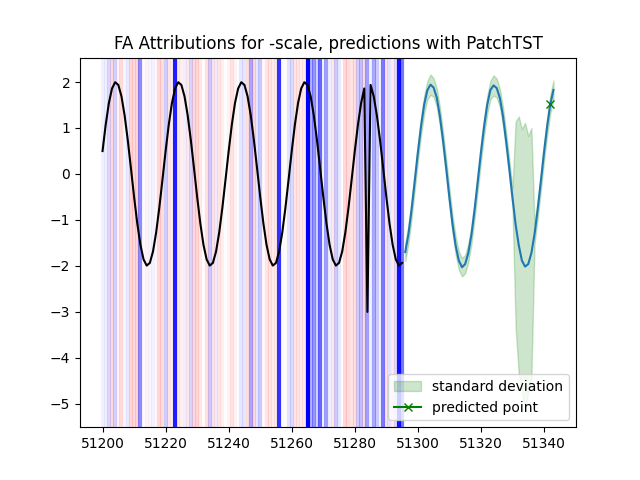 FA Attributions for -scale, predictions with PatchTST
2
1
0
−1
−2
−3
−4
−5
standard deviation
predicted point
51200 51220 51240 51260 51280 51300 51320 51340